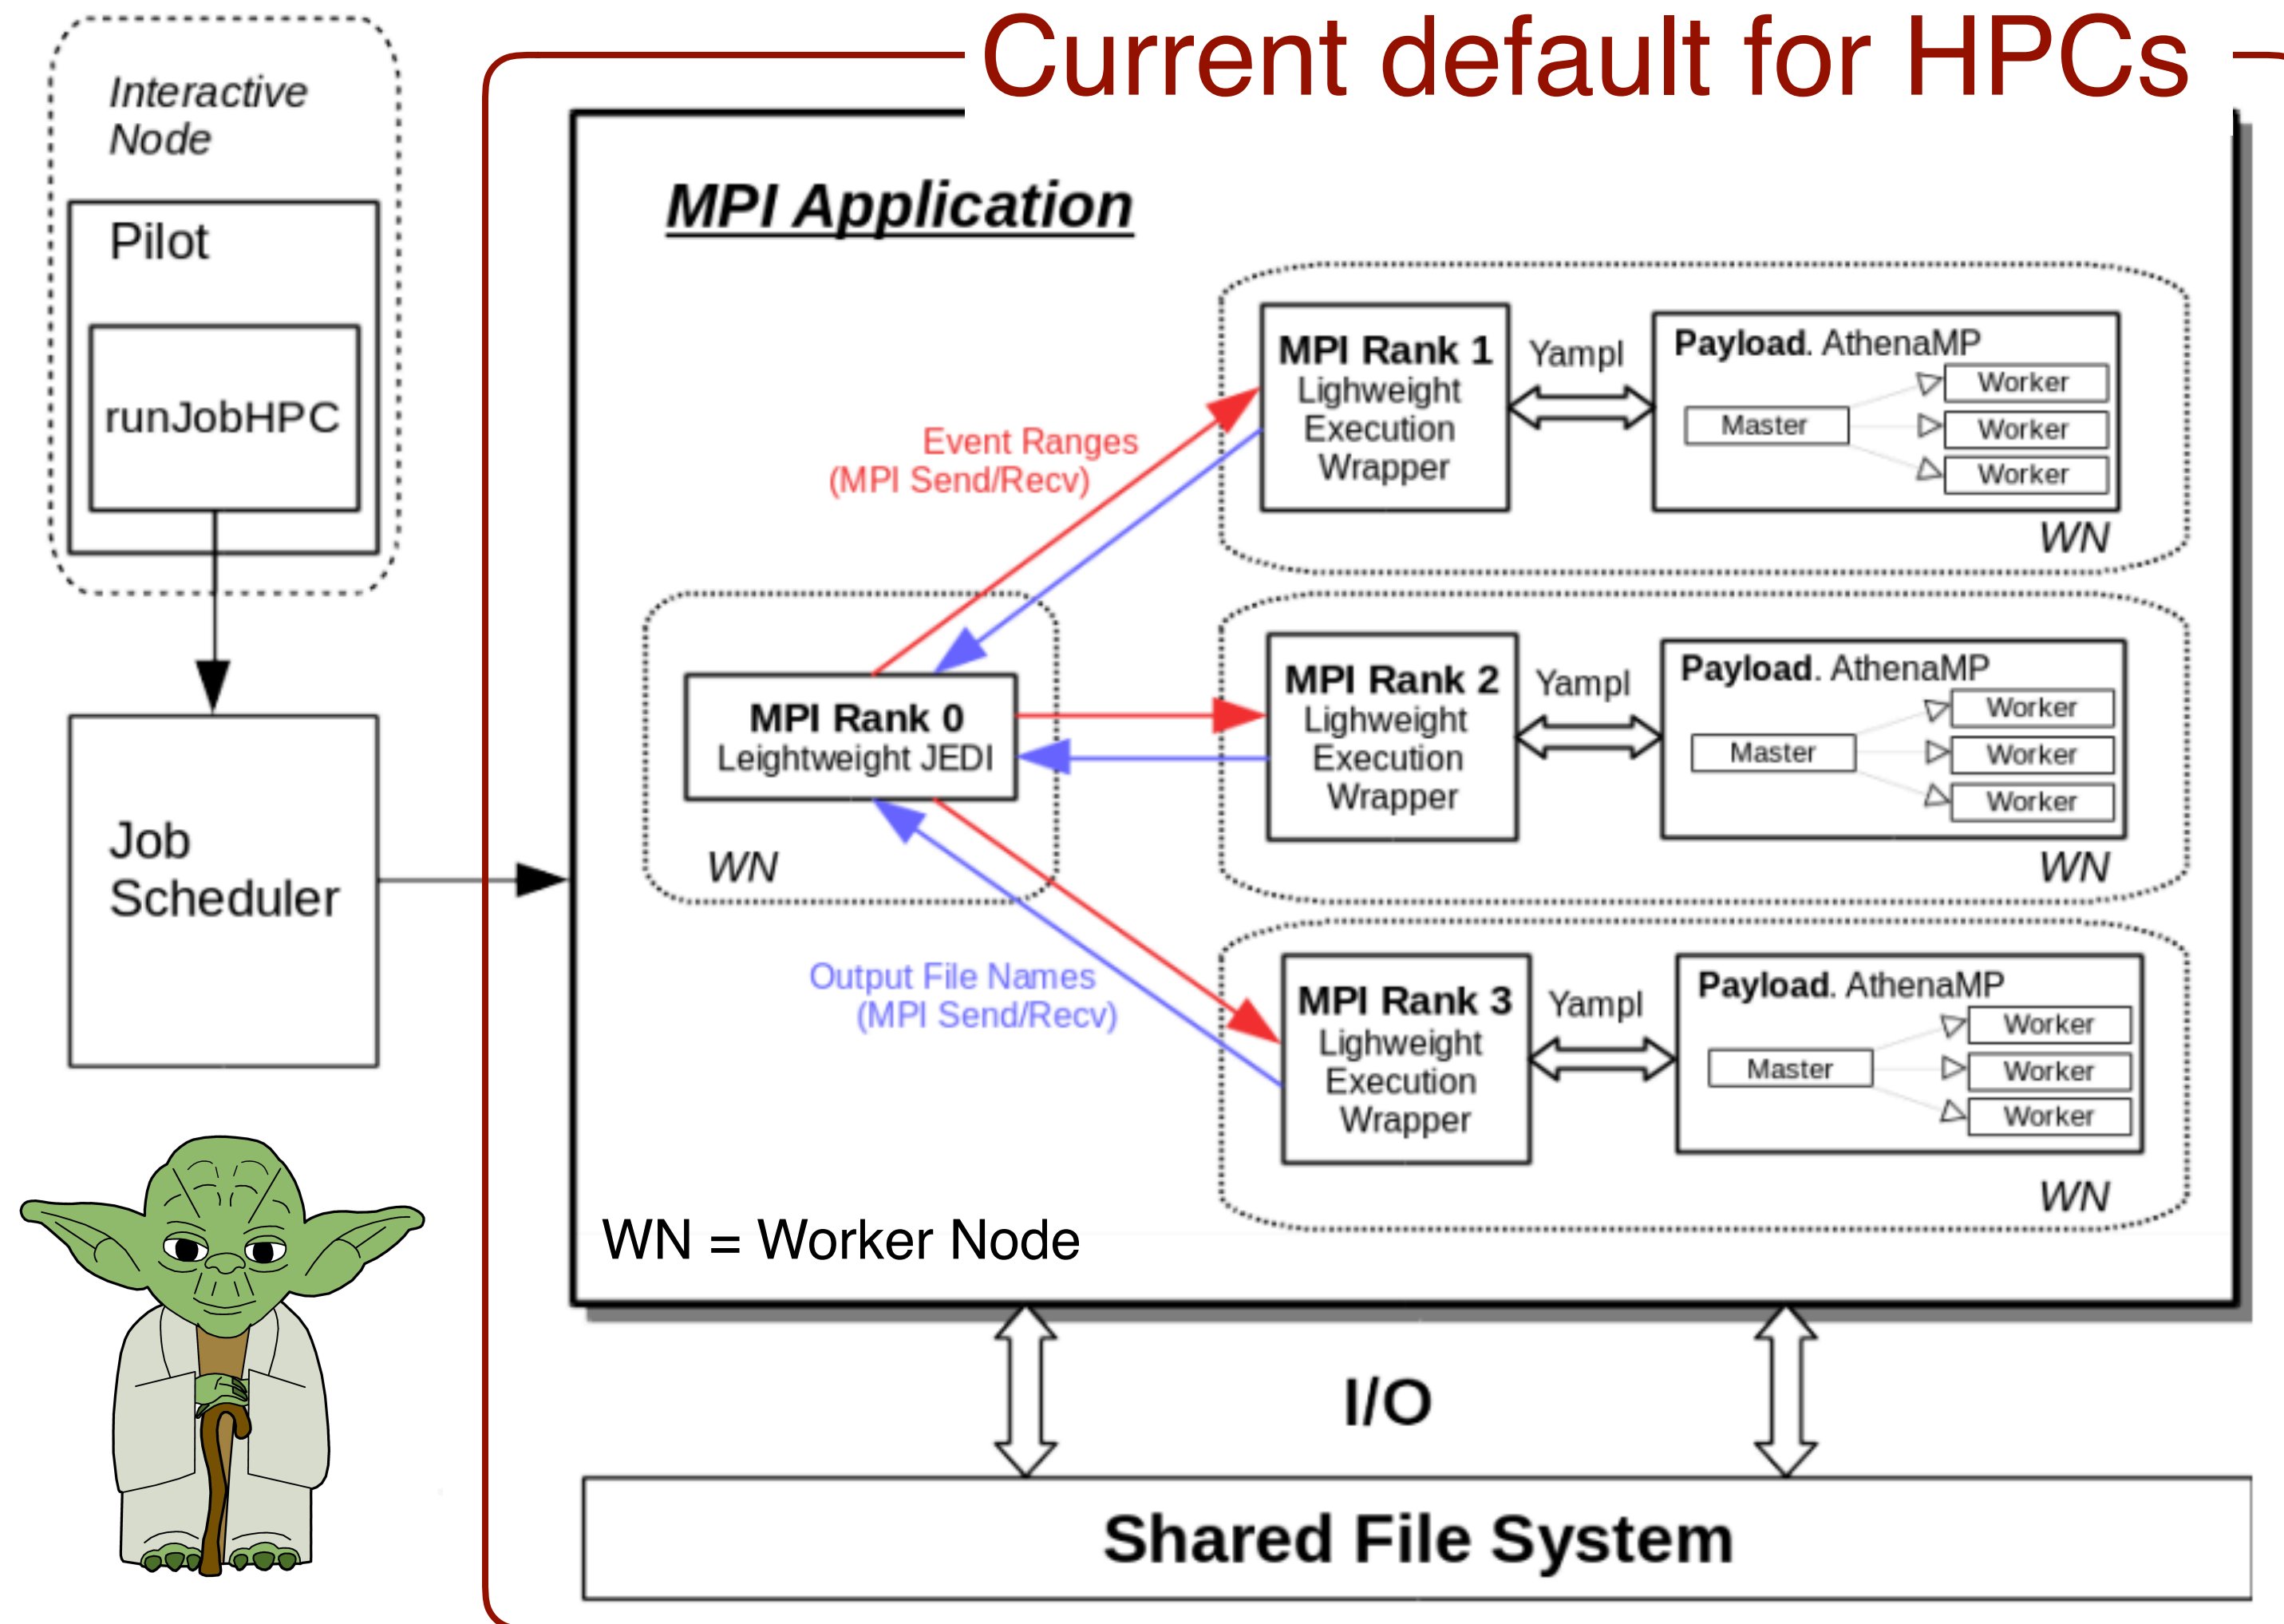 Current default for HPCs
Interactive
Node
Pilot
runJobHPC
Job
Scheduler
MPI Application
Event Ranges
(MPI Send/Recv)
MPI Rank 0
Leightweight JEDI
WN
Output File Names
(MPI Send/Recv)
MPI Rank 1
Lighweight
Execution
Wrapper
Yampl
Payload. AthenaMP
Master
Worker
Worker
Worker
WN
MPI Rank 2
Lighweight
Execution
Wrapper
Yampl
Payload. AthenaMP
Master
Worker
Worker
Worker
WN
MPI Rank 3
Lighweight
Execution
Wrapper
Yampl
Payload. AthenaMP
Master
Worker
Worker
Worker
WN
WN = Worker Node
I/O
Shared File System